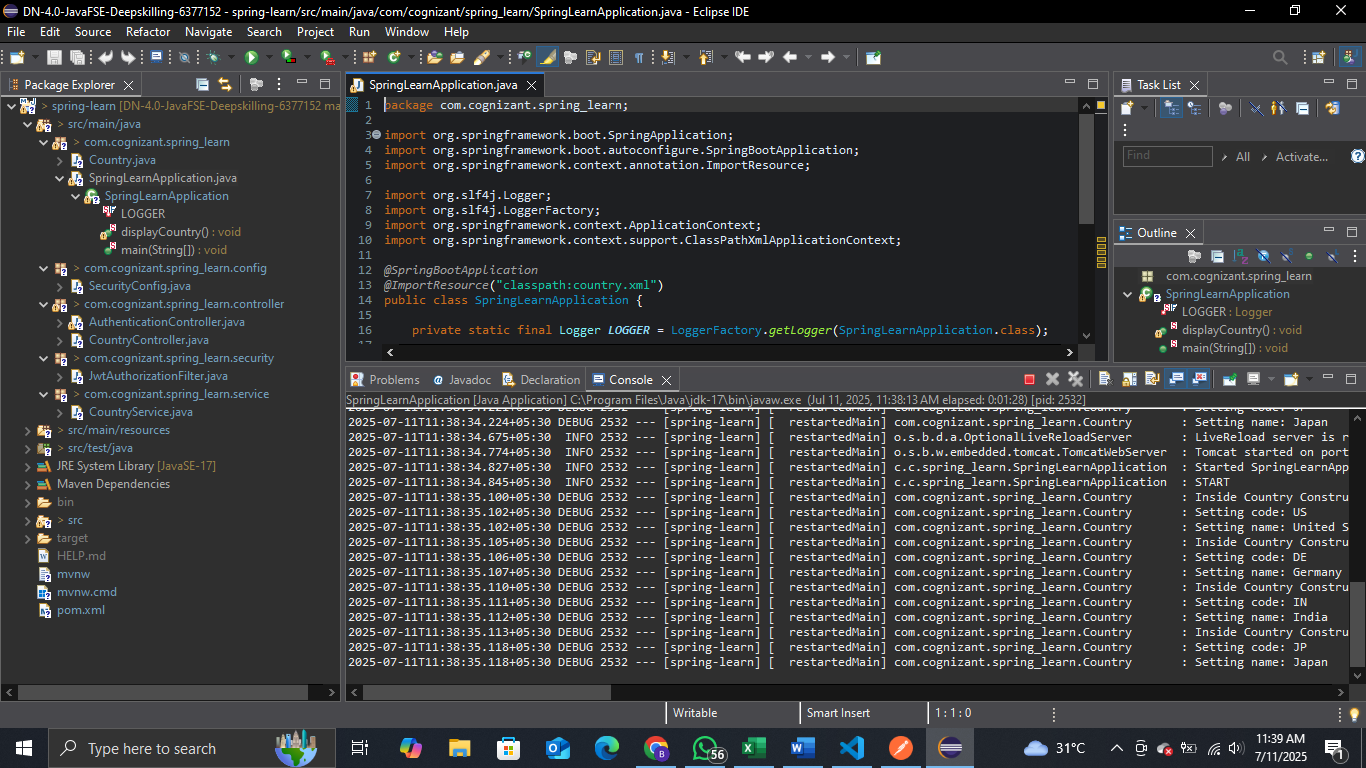 DN-4.0-JavaFSE-Deepskilling-6377152 - spring-learn/src/main/java/com/cognizant/spring_learn/SpringLearnApplication.java - Eclipse IDE
File Edit Source Refactor Navigate Search Project Run Window Help
Package Explorer
> spring-learn [DN-4.0-JavaFSE-Deepskilling-6377152 ma
> src/main/java
> com.cognizant.spring_learn
Country.java
SpringLearnApplication.java
SpringLearnApplication
LOGGER
displayCountry() : void
main(String[]) : void
> com.cognizant.spring_learn.config
SecurityConfig.java
> com.cognizant.spring_learn.controller
AuthenticationController.java
CountryController.java
> com.cognizant.spring_learn.security
JwtAuthorizationFilter.java
> com.cognizant.spring_learn.service
CountryService.java
> src/main/resources
> src/test/java
JRE System Library [JavaSE-17]
Maven Dependencies
bin
> src
target
HELP.md
mvnw
mvnw.cmd
pom.xml
SpringLearnApplication.java
1 package com.cognizant.spring_learn;
2
3 import org.springframework.boot.SpringApplication;
4 import org.springframework.boot.autoconfigure.SpringBootApplication;
5 import org.springframework.context.annotation.ImportResource;
6
7 import org.slf4j.Logger;
8 import org.slf4j.LoggerFactory;
9 import org.springframework.context.ApplicationContext;
10 import org.springframework.context.support.ClassPathXmlApplicationContext;
11
12 @SpringBootApplication
13 @ImportResource("classpath:country.xml")
14 public class SpringLearnApplication {
15
16 private static final Logger LOGGER = LoggerFactory.getLogger(SpringLearnApplication.class);
Task List
Find All Activate...
Outline
com.cognizant.spring_learn
SpringLearnApplication
LOGGER : Logger
displayCountry() : void
main(String[]) : void
Problems Javadoc Declaration Console
SpringLearnApplication [Java Application] C:\Program Files\Java\jdk-17\bin\javaw.exe (Jul 11, 2025, 11:38:13 AM elapsed: 0:01:28) [pid: 2532]
2025-07-11T11:38:34.224+05:30 DEBUG 2532 --- [spring-learn] [ restartedMain] com.cognizant.spring_learn.Country : Setting name: Japan
2025-07-11T11:38:34.675+05:30 INFO 2532 --- [spring-learn] [ restartedMain] o.s.b.d.a.OptionalLiveReloadServer : LiveReload server is r
2025-07-11T11:38:34.774+05:30 INFO 2532 --- [spring-learn] [ restartedMain] o.s.b.w.embedded.tomcat.TomcatWebServer : Tomcat started on port
2025-07-11T11:38:34.827+05:30 INFO 2532 --- [spring-learn] [ restartedMain] c.c.spring_learn.SpringLearnApplication : Started SpringLearnApp
2025-07-11T11:38:34.845+05:30 INFO 2532 --- [spring-learn] [ restartedMain] c.c.spring_learn.SpringLearnApplication : START
2025-07-11T11:38:35.100+05:30 DEBUG 2532 --- [spring-learn] [ restartedMain] com.cognizant.spring_learn.Country : Inside Country Constru
2025-07-11T11:38:35.102+05:30 DEBUG 2532 --- [spring-learn] [ restartedMain] com.cognizant.spring_learn.Country : Setting code: US
2025-07-11T11:38:35.102+05:30 DEBUG 2532 --- [spring-learn] [ restartedMain] com.cognizant.spring_learn.Country : Setting name: United S
2025-07-11T11:38:35.105+05:30 DEBUG 2532 --- [spring-learn] [ restartedMain] com.cognizant.spring_learn.Country : Inside Country Constru
2025-07-11T11:38:35.106+05:30 DEBUG 2532 --- [spring-learn] [ restartedMain] com.cognizant.spring_learn.Country : Setting code: DE
2025-07-11T11:38:35.107+05:30 DEBUG 2532 --- [spring-learn] [ restartedMain] com.cognizant.spring_learn.Country : Setting name: Germany
2025-07-11T11:38:35.110+05:30 DEBUG 2532 --- [spring-learn] [ restartedMain] com.cognizant.spring_learn.Country : Inside Country Constru
2025-07-11T11:38:35.111+05:30 DEBUG 2532 --- [spring-learn] [ restartedMain] com.cognizant.spring_learn.Country : Setting code: IN
2025-07-11T11:38:35.112+05:30 DEBUG 2532 --- [spring-learn] [ restartedMain] com.cognizant.spring_learn.Country : Setting name: India
2025-07-11T11:38:35.113+05:30 DEBUG 2532 --- [spring-learn] [ restartedMain] com.cognizant.spring_learn.Country : Inside Country Constru
2025-07-11T11:38:35.118+05:30 DEBUG 2532 --- [spring-learn] [ restartedMain] com.cognizant.spring_learn.Country : Setting code: JP
2025-07-11T11:38:35.118+05:30 DEBUG 2532 --- [spring-learn] [ restartedMain] com.cognizant.spring_learn.Country : Setting name: Japan
Writable Smart Insert 1 : 1 : 0
Type here to search
56
31°C
11:39 AM
7/11/2025
1